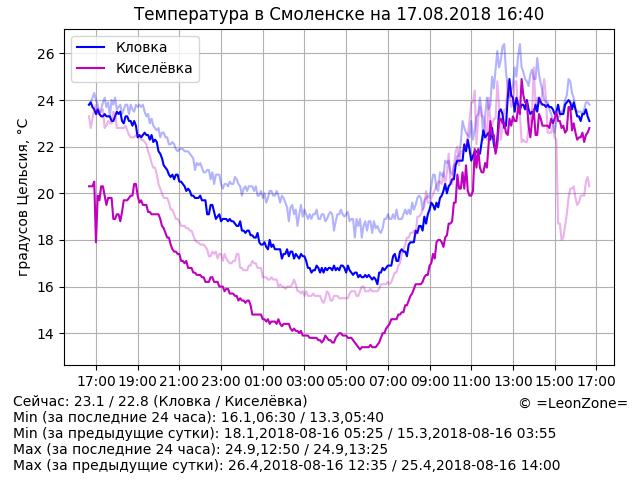 Температура в Смоленске на 17.08.2018 16:40
Кловка
Киселёвка
градусов Цельсия, °C
26
24
22
20
18
16
14
17:00 19:00 21:00 23:00 01:00 03:00 05:00 07:00 09:00 11:00 13:00 15:00 17:00
Сейчас: 23.1 / 22.8 (Кловка / Киселёвка)
© =LeonZone=
Min (за последние 24 часа): 16.1,06:30 / 13.3,05:40
Min (за предыдущие сутки): 18.1,2018-08-16 05:25 / 15.3,2018-08-16 03:55
Max (за последние 24 часа): 24.9,12:50 / 24.9,13:25
Max (за предыдущие сутки): 26.4,2018-08-16 12:35 / 25.4,2018-08-16 14:00